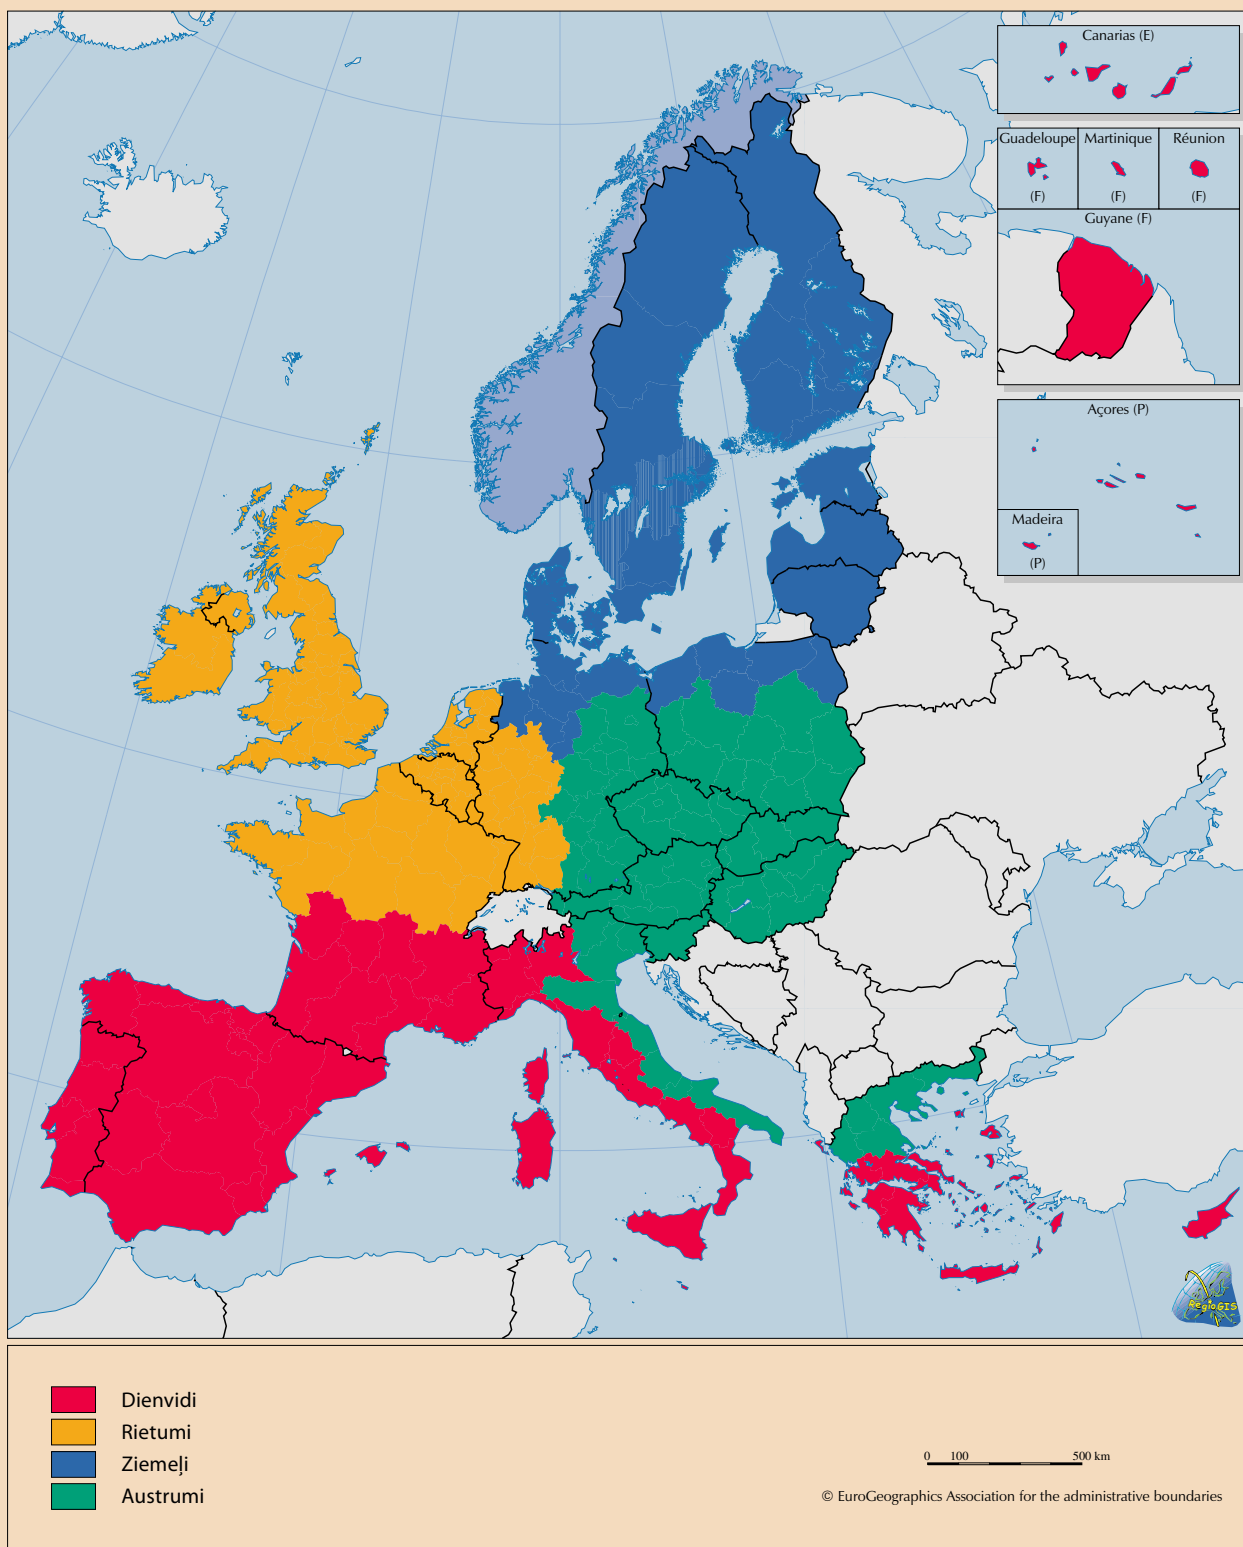 Canarias (E)
Guadeloupe Martinique Réunion
(F) (F) (F)
Guyane (F)
Açores (P)
Madeira
(P)
RegioGIS
Dienvidi
Rietumi
Ziemeļi
Austrumi
0 100 500 km
© EuroGeographics Association for the administrative boundaries